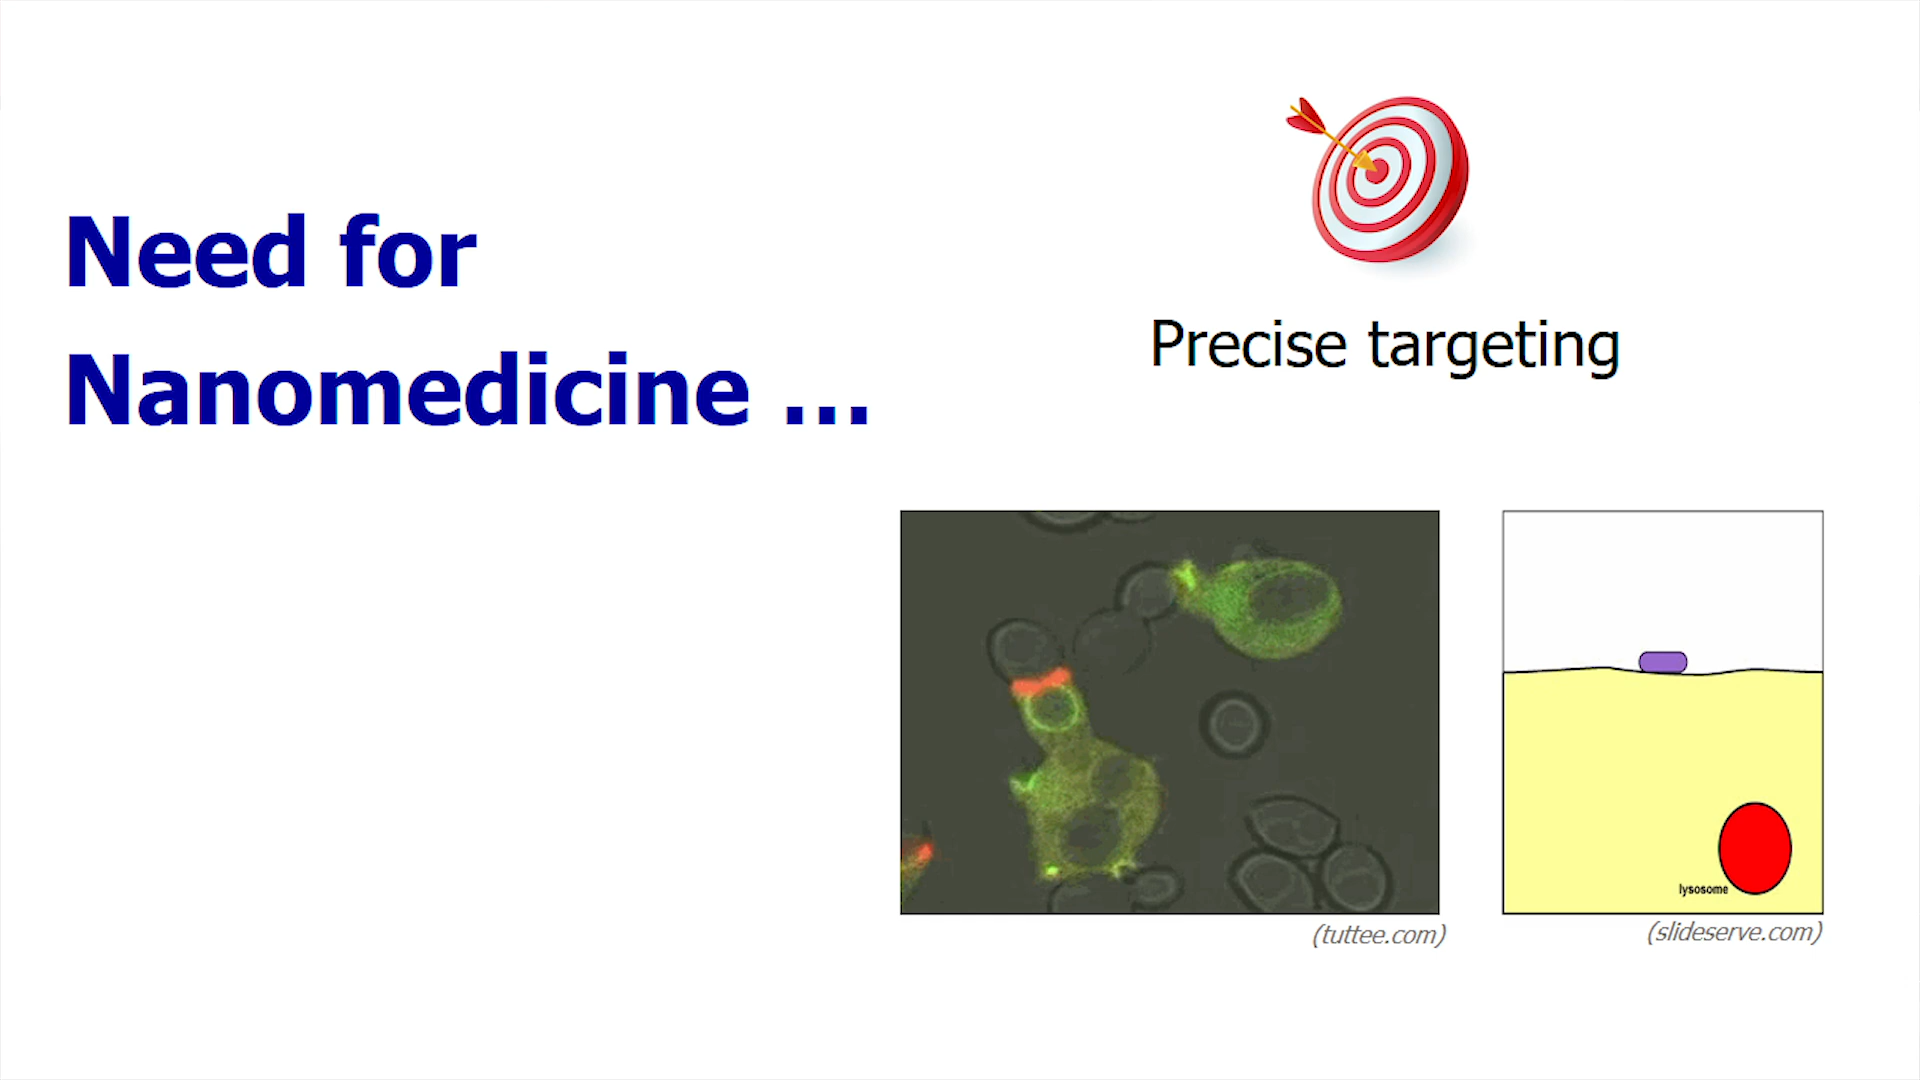 Need for
Nanomedicine ...
Precise targeting
lysosome
(tuttee.com)
(slideserve.com)